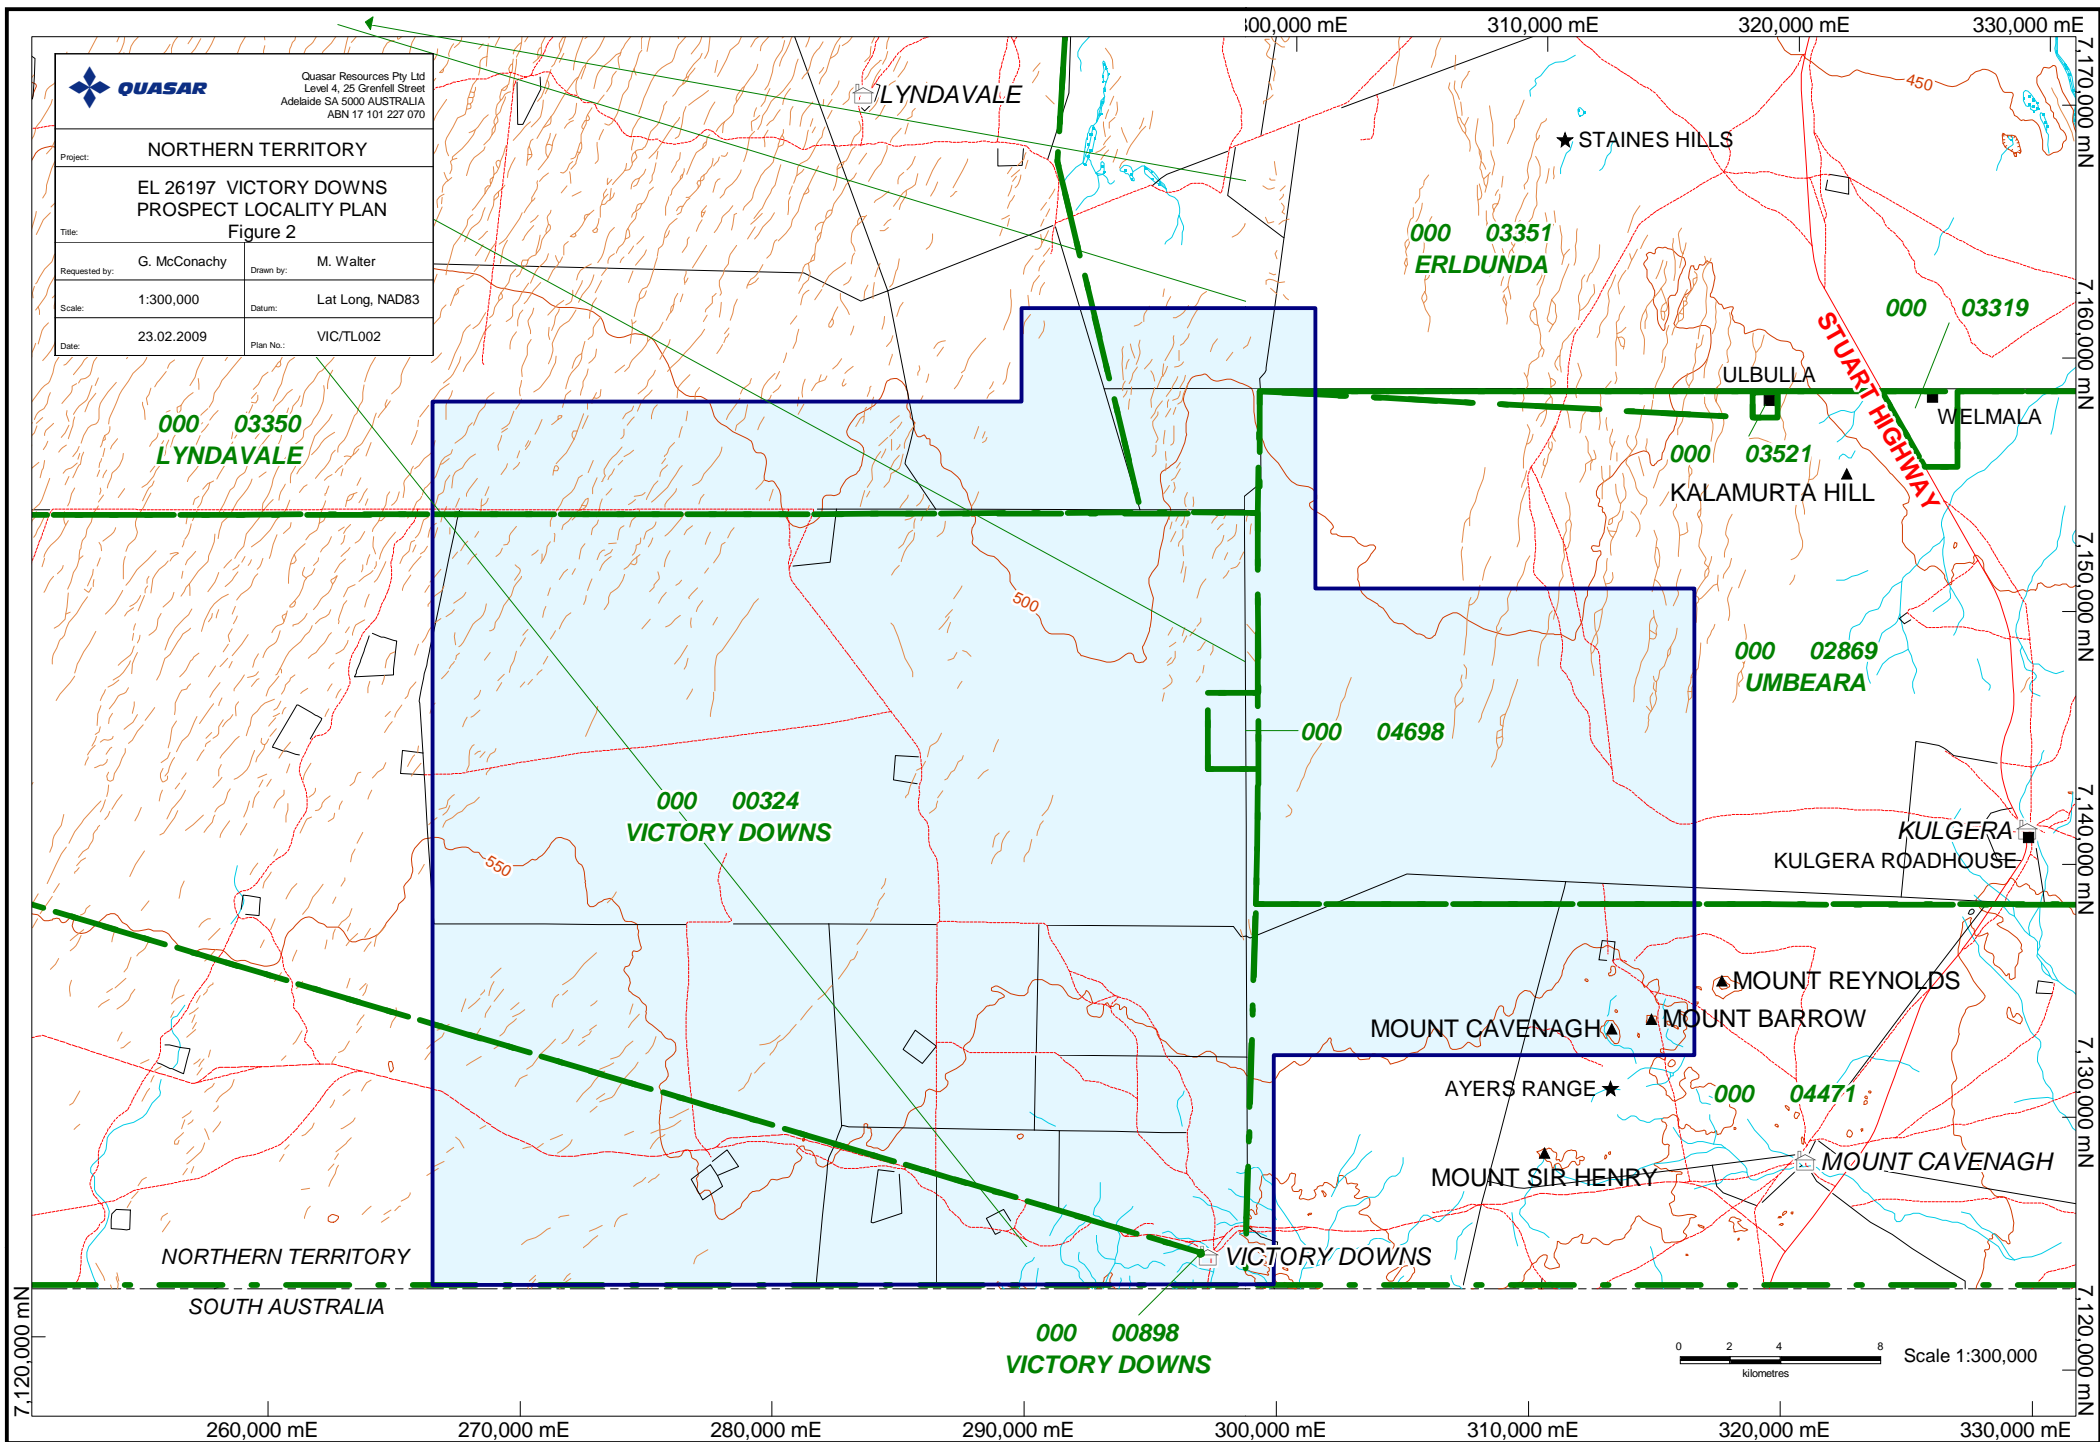 300,000 mE
310,000 mE
320,000 mE
330,000 mE
QUASAR
Quasar Resources Pty Ltd
Level 4, 25 Grenfell Street
Adelaide SA 5000 AUSTRALIA
ABN 17 101 227 070
Project: NORTHERN TERRITORY
EL 26197 VICTORY DOWNS
PROSPECT LOCALITY PLAN
Title: Figure 2
Requested by: G. McConachy Drawn by: M. Walter
Scale: 1:300,000 Datum: Lat Long, NAD83
Date: 23.02.2009 Plan No.: VIC/TL002
LYNDAVALE
450
7,170,000 mN
STAINES HILLS
000 03351
ERLDUNDA
000 03319
7,160,000 mN
STUART HIGHWAY
ULBULLA
WELMALA
000 03350
LYNDAVALE
000 03521
KALAMURTA HILL
500
7,150,000 mN
000 02869
UMBEARA
000 04698
000 00324
VICTORY DOWNS
550
7,140,000 mN
KULGERA
KULGERA ROADHOUSE
MOUNT REYNOLDS
MOUNT BARROW
MOUNT CAVENAGH
AYERS RANGE
000 04471
7,130,000 mN
MOUNT CAVENAGH
MOUNT SIR HENRY
NORTHERN TERRITORY
VICTORY DOWNS
SOUTH AUSTRALIA
7,120,000 mN
7,120,000 mN
000 00898
VICTORY DOWNS
0 2 4 8
kilometres
Scale 1:300,000
260,000 mE
270,000 mE
280,000 mE
290,000 mE
300,000 mE
310,000 mE
320,000 mE
330,000 mE